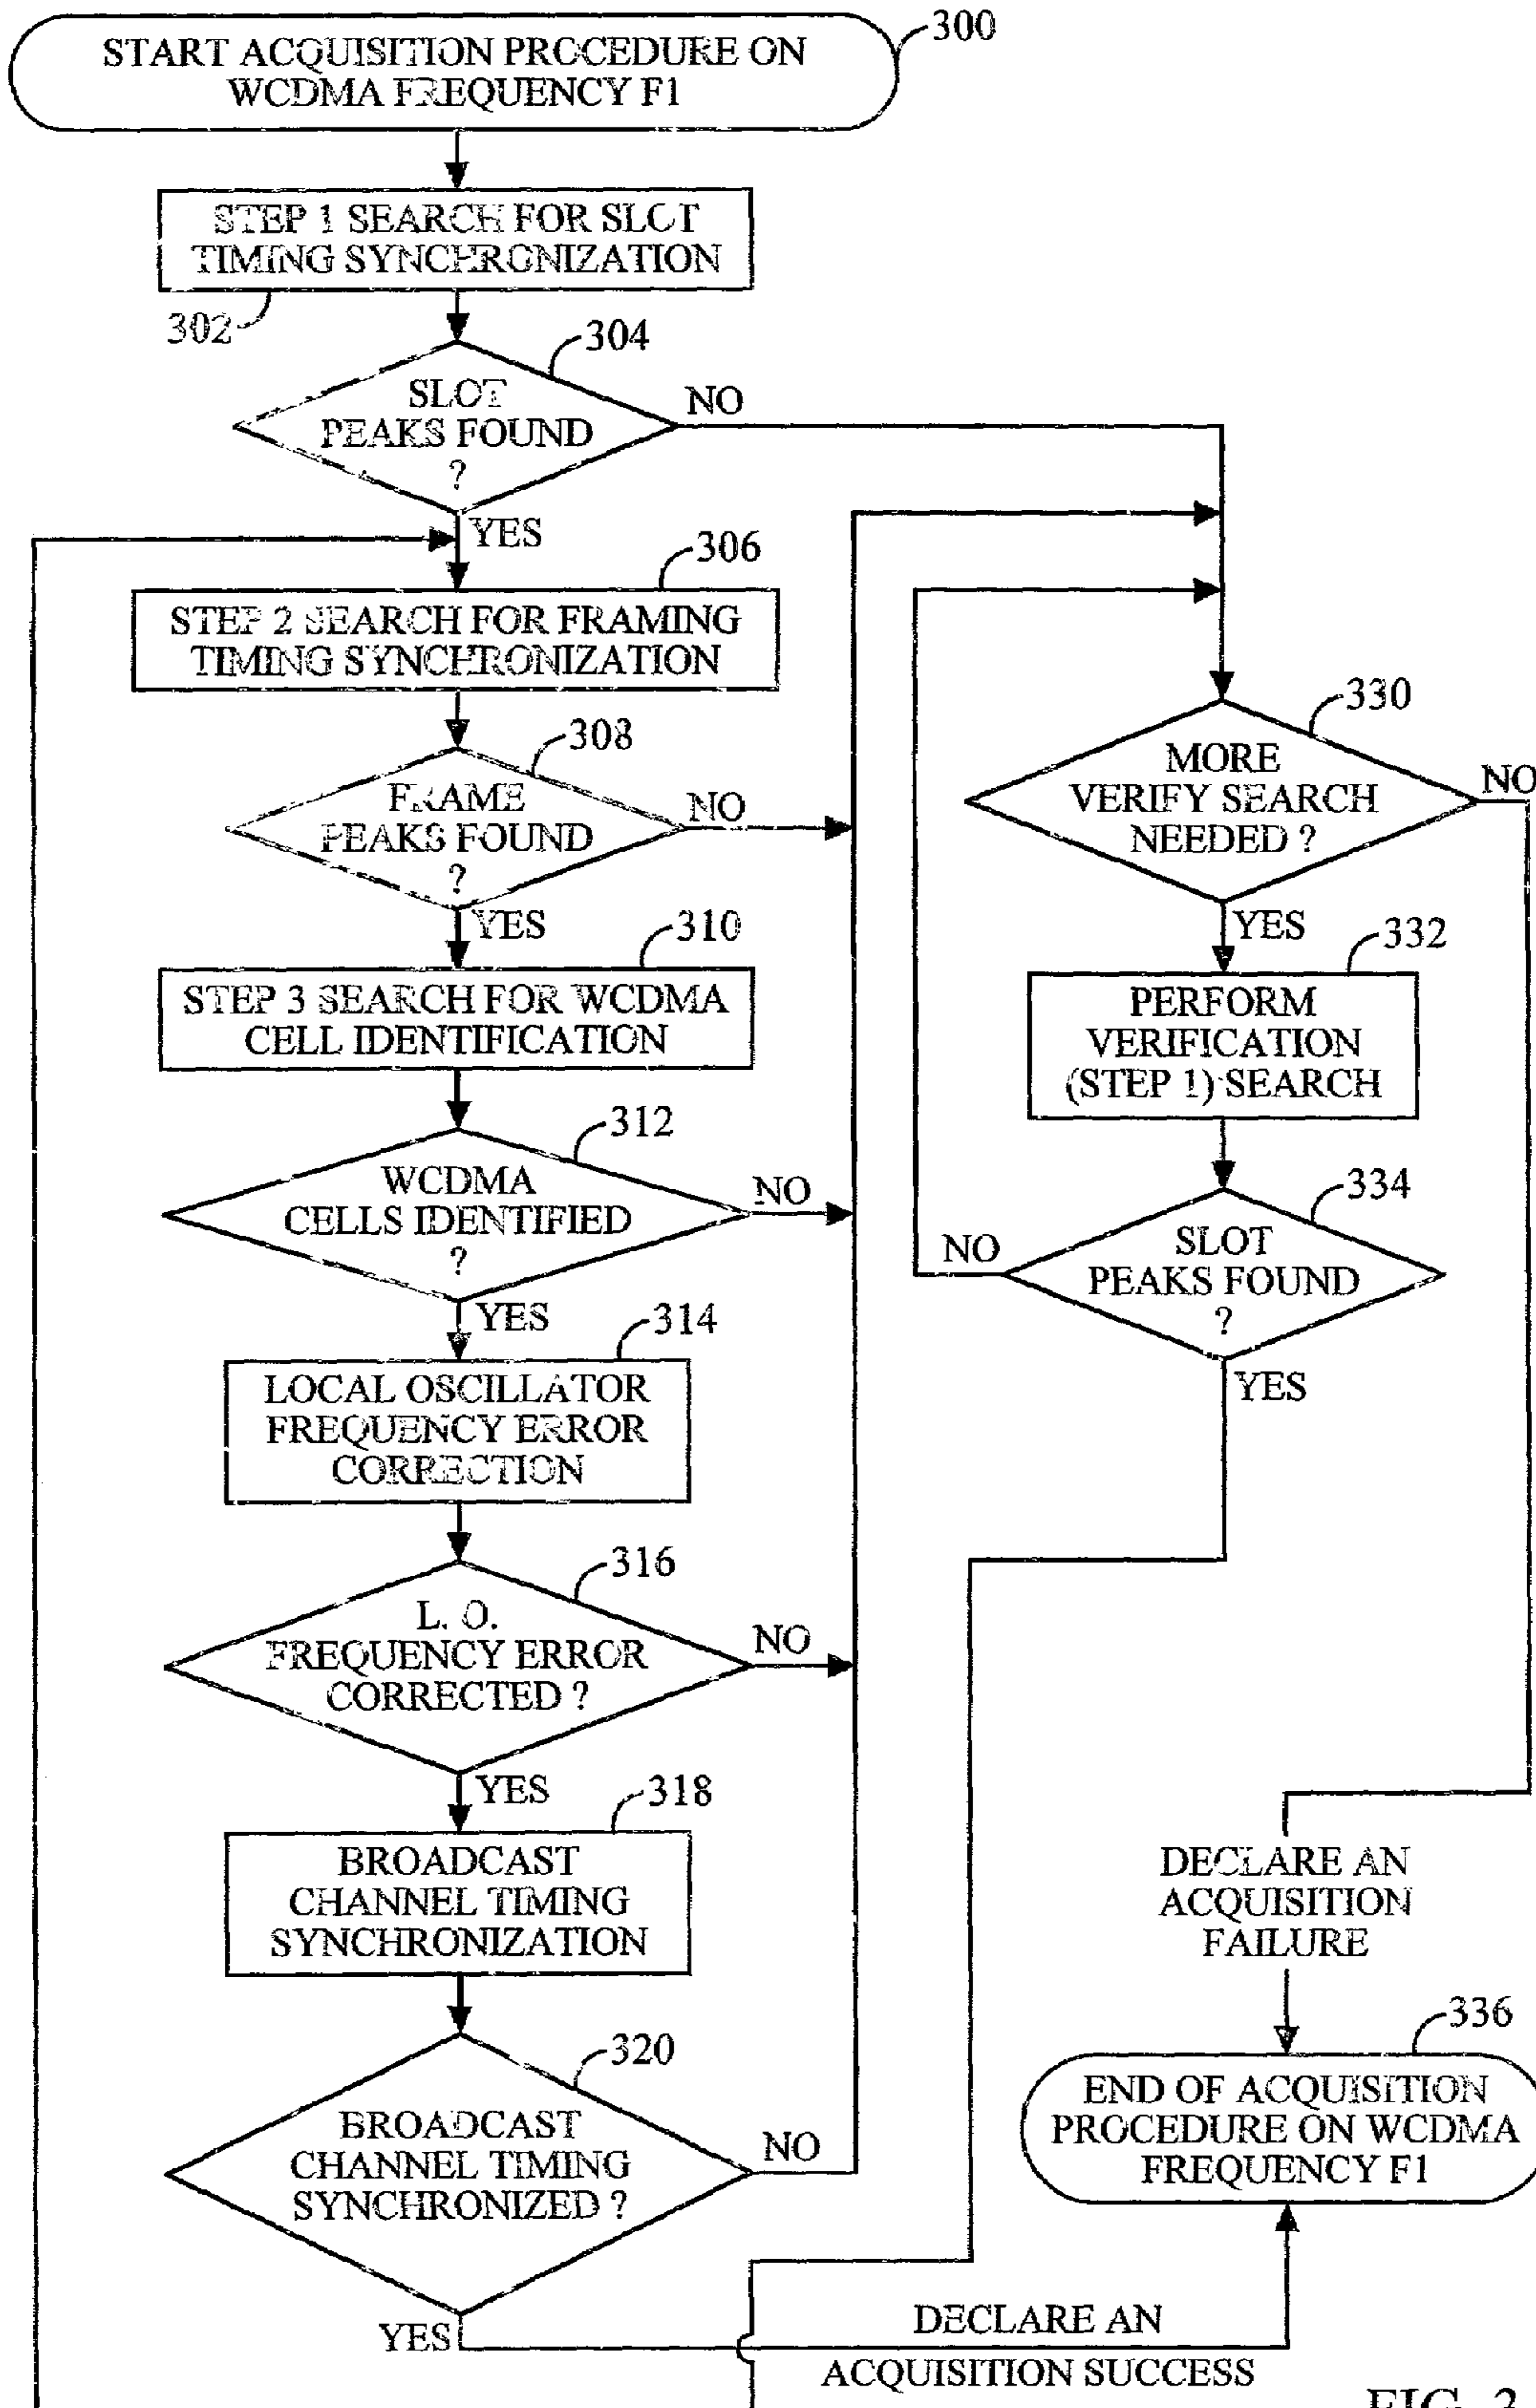 300
START ACQUISITION PROCEDURE ON
WCDMA FREQUENCY F1
STEP 1 SEARCH FOR SLOT
TIMING SYNCHRONIZATION
302
304
SLOT
PEAKS FOUND
?
NO
YES
306
STEP 2 SEARCH FOR FRAMING
TIMING SYNCHRONIZATION
308
FRAME
PEAKS FOUND
?
NO
YES
310
STEP 3 SEARCH FOR WCDMA
CELL IDENTIFICATION
312
WCDMA
CELLS IDENTIFIED
?
NO
YES
314
LOCAL OSCILLATOR
FREQUENCY ERROR
CORRECTION
316
L. O.
FREQUENCY ERROR
CORRECTED ?
NO
YES
318
BROADCAST
CHANNEL TIMING
SYNCHRONIZATION
320
BROADCAST
CHANNEL TIMING
SYNCHRONIZED ?
NO
YES
330
MORE
VERIFY SEARCH
NEEDED ?
NO
YES
332
PERFORM
VERIFICATION
(STEP 1) SEARCH
334
SLOT
PEAKS FOUND
?
NO
YES
DECLARE AN
ACQUISITION
FAILURE
336
END OF ACQUISITION
PROCEDURE ON WCDMA
FREQUENCY F1
DECLARE AN
ACQUISITION SUCCESS